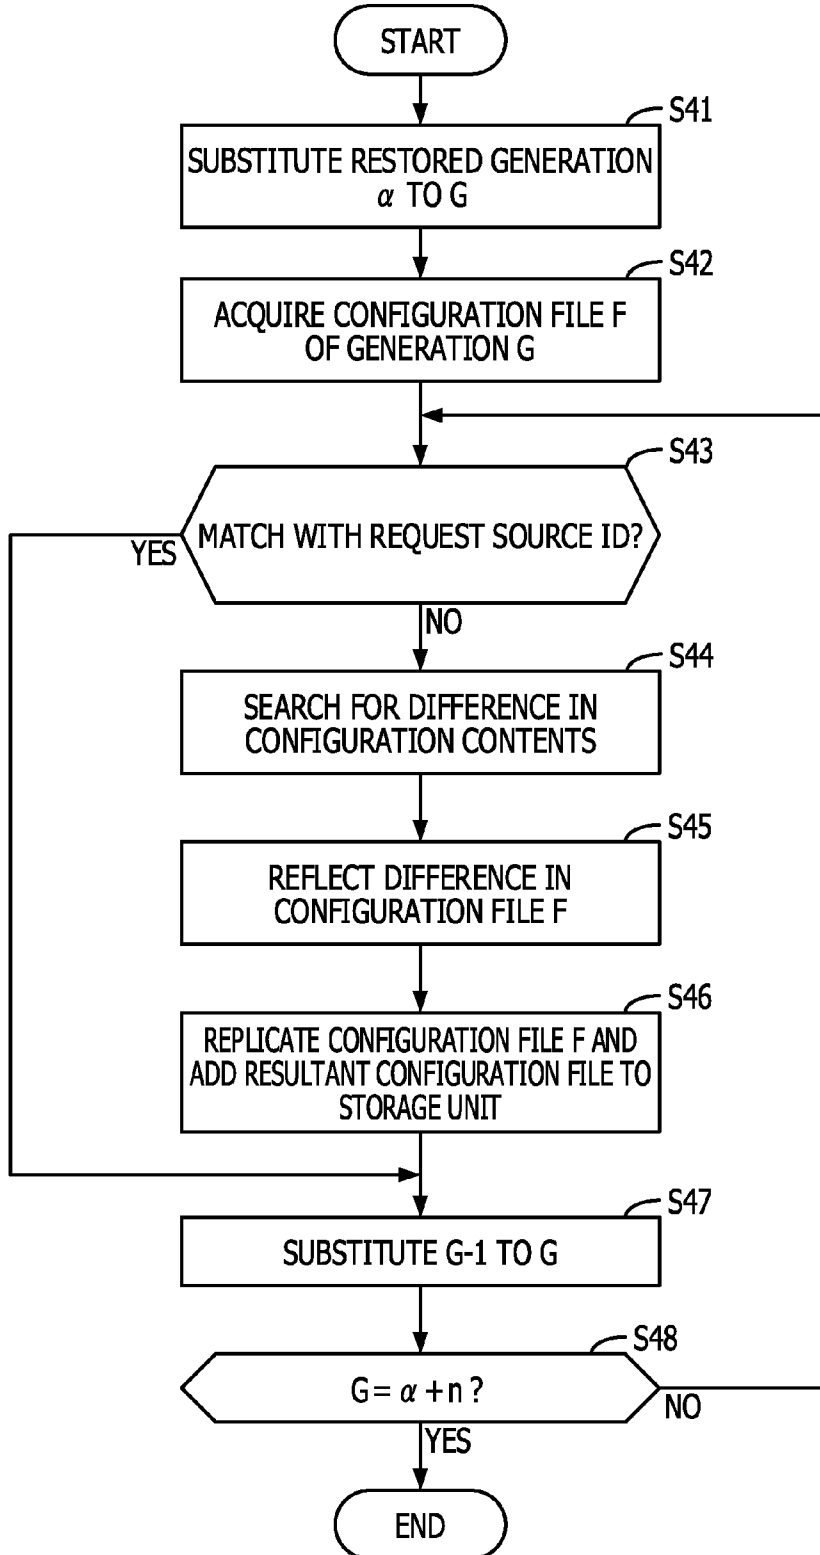 START
S41
SUBSTITUTE RESTORED GENERATION
α TO G
S42
ACQUIRE CONFIGURATION FILE F
OF GENERATION G
S43
MATCH WITH REQUEST SOURCE ID?
YES
NO
S44
SEARCH FOR DIFFERENCE IN
CONFIGURATION CONTENTS
S45
REFLECT DIFFERENCE IN
CONFIGURATION FILE F
S46
REPLICATE CONFIGURATION FILE F AND
ADD RESULTANT CONFIGURATION FILE TO
STORAGE UNIT
S47
SUBSTITUTE G-1 TO G
S48
G = α + n ?
NO
YES
END